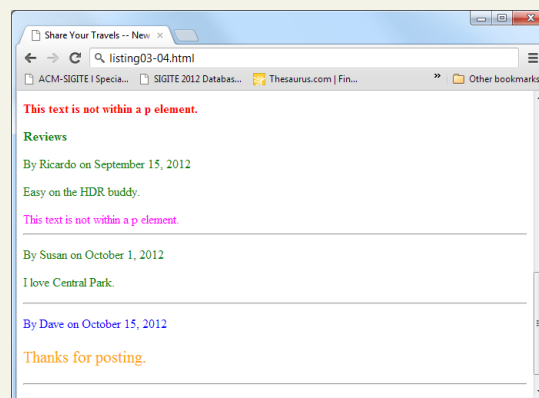 Share Your Travels -- New
listing03-04.html
ACM-SIGITE I Specia... SIGITE 2012 Databas... Thesaurus.com | Fin... » Other bookmarks
This text is not within a p element.
Reviews
By Ricardo on September 15, 2012
Easy on the HDR buddy.
This text is not within a p element.
By Susan on October 1, 2012
I love Central Park.
By Dave on October 15, 2012
Thanks for posting.